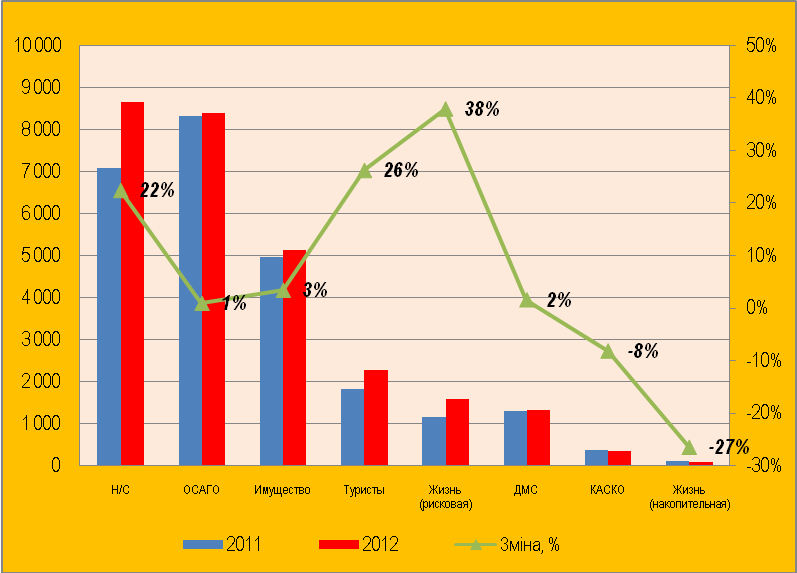 10 000
9 000
8 000
7 000
6 000
5 000
4 000
3 000
2 000
1 000
0
50%
40%
30%
20%
10%
0%
-10%
-20%
-30%
22%
1%
3%
26%
38%
2%
-8%
-27%
Н/С
ОСАГО
Имущество
Туристы
Жизнь
(рисковая)
ДМС
КАСКО
Жизнь
(накопительная)
2011
2012
Зміна, %